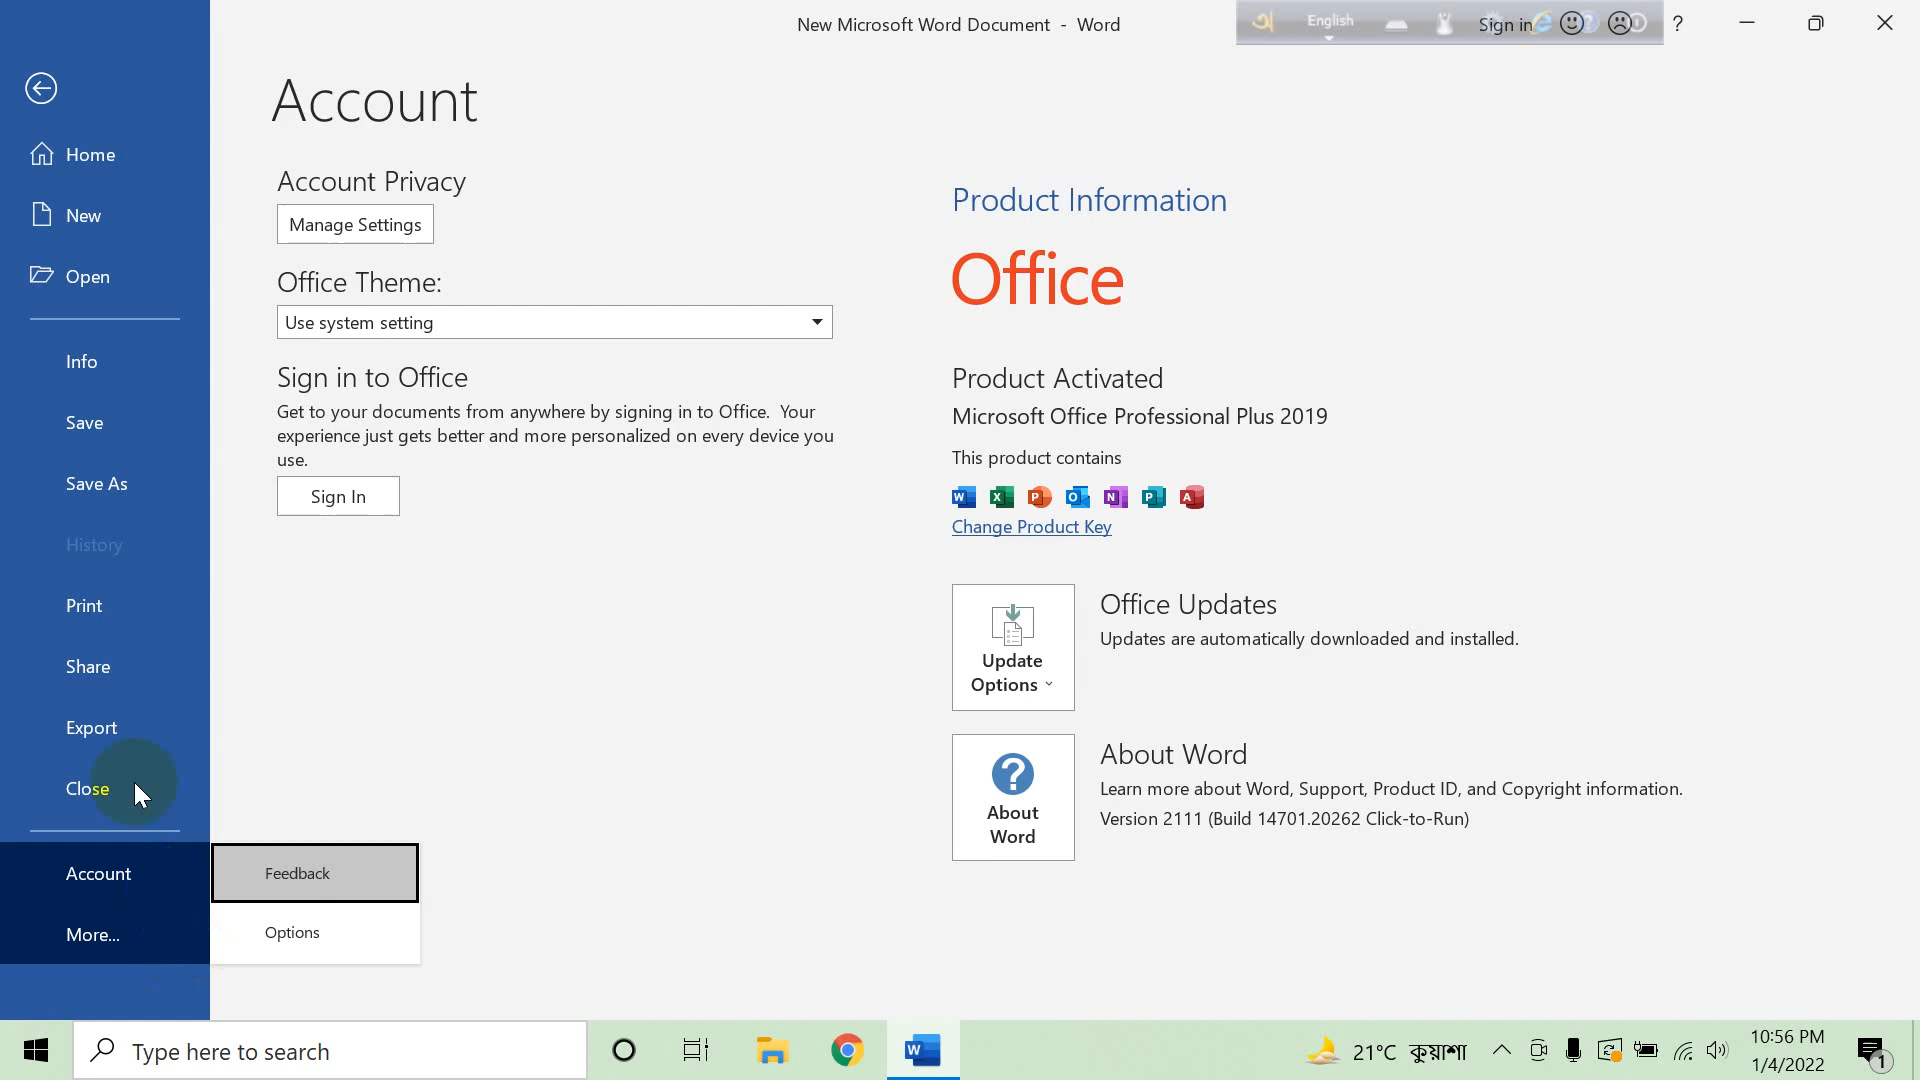 New Microsoft Word Document - Word
অ
English
Sign in
?
Account
Home
New
Open
Info
Save
Save As
History
Print
Share
Export
Close
Account
More...
Feedback
Options
Account Privacy
Manage Settings
Office Theme:
Use system setting
Sign in to Office
Get to your documents from anywhere by signing in to Office. Your
experience just gets better and more personalized on every device you
use.
Sign In
Product Information
Office
Product Activated
Microsoft Office Professional Plus 2019
This product contains
W X P O N P A
Change Product Key
Update
Options
Office Updates
Updates are automatically downloaded and installed.
?
About
Word
About Word
Learn more about Word, Support, Product ID, and Copyright information.
Version 2111 (Build 14701.20262 Click-to-Run)
Type here to search
W
21°C কুয়াশা
10:56 PM
1/4/2022
1